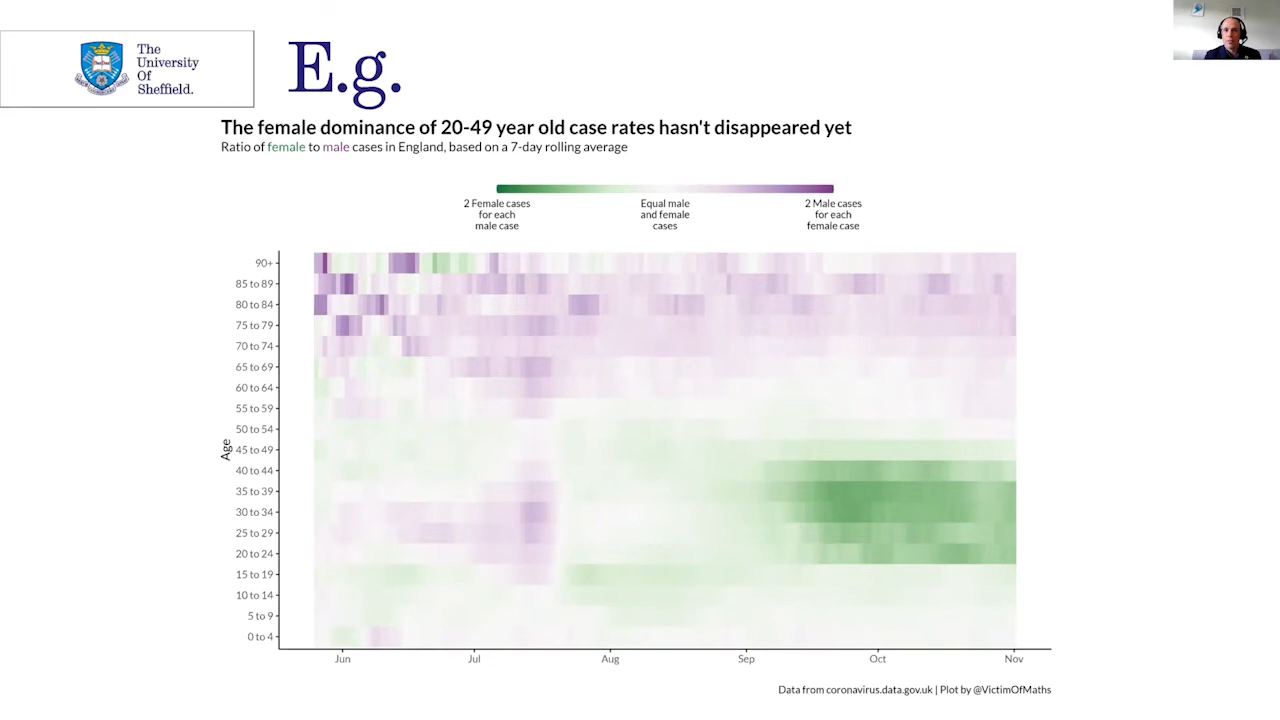 The
University
Of
Sheffield.
E.g.
The female dominance of 20-49 year old case rates hasn't disappeared yet
Ratio of female to male cases in England, based on a 7-day rolling average
2 Female cases
for each
male case
Equal male
and female
cases
2 Male cases
for each
female case
Age
90+
85 to 89
80 to 84
75 to 79
70 to 74
65 to 69
60 to 64
55 to 59
50 to 54
45 to 49
40 to 44
35 to 39
30 to 34
25 to 29
20 to 24
15 to 19
10 to 14
5 to 9
0 to 4
Jun Jul Aug Sep Oct Nov
Data from coronavirus.data.gov.uk | Plot by @VictimOfMaths